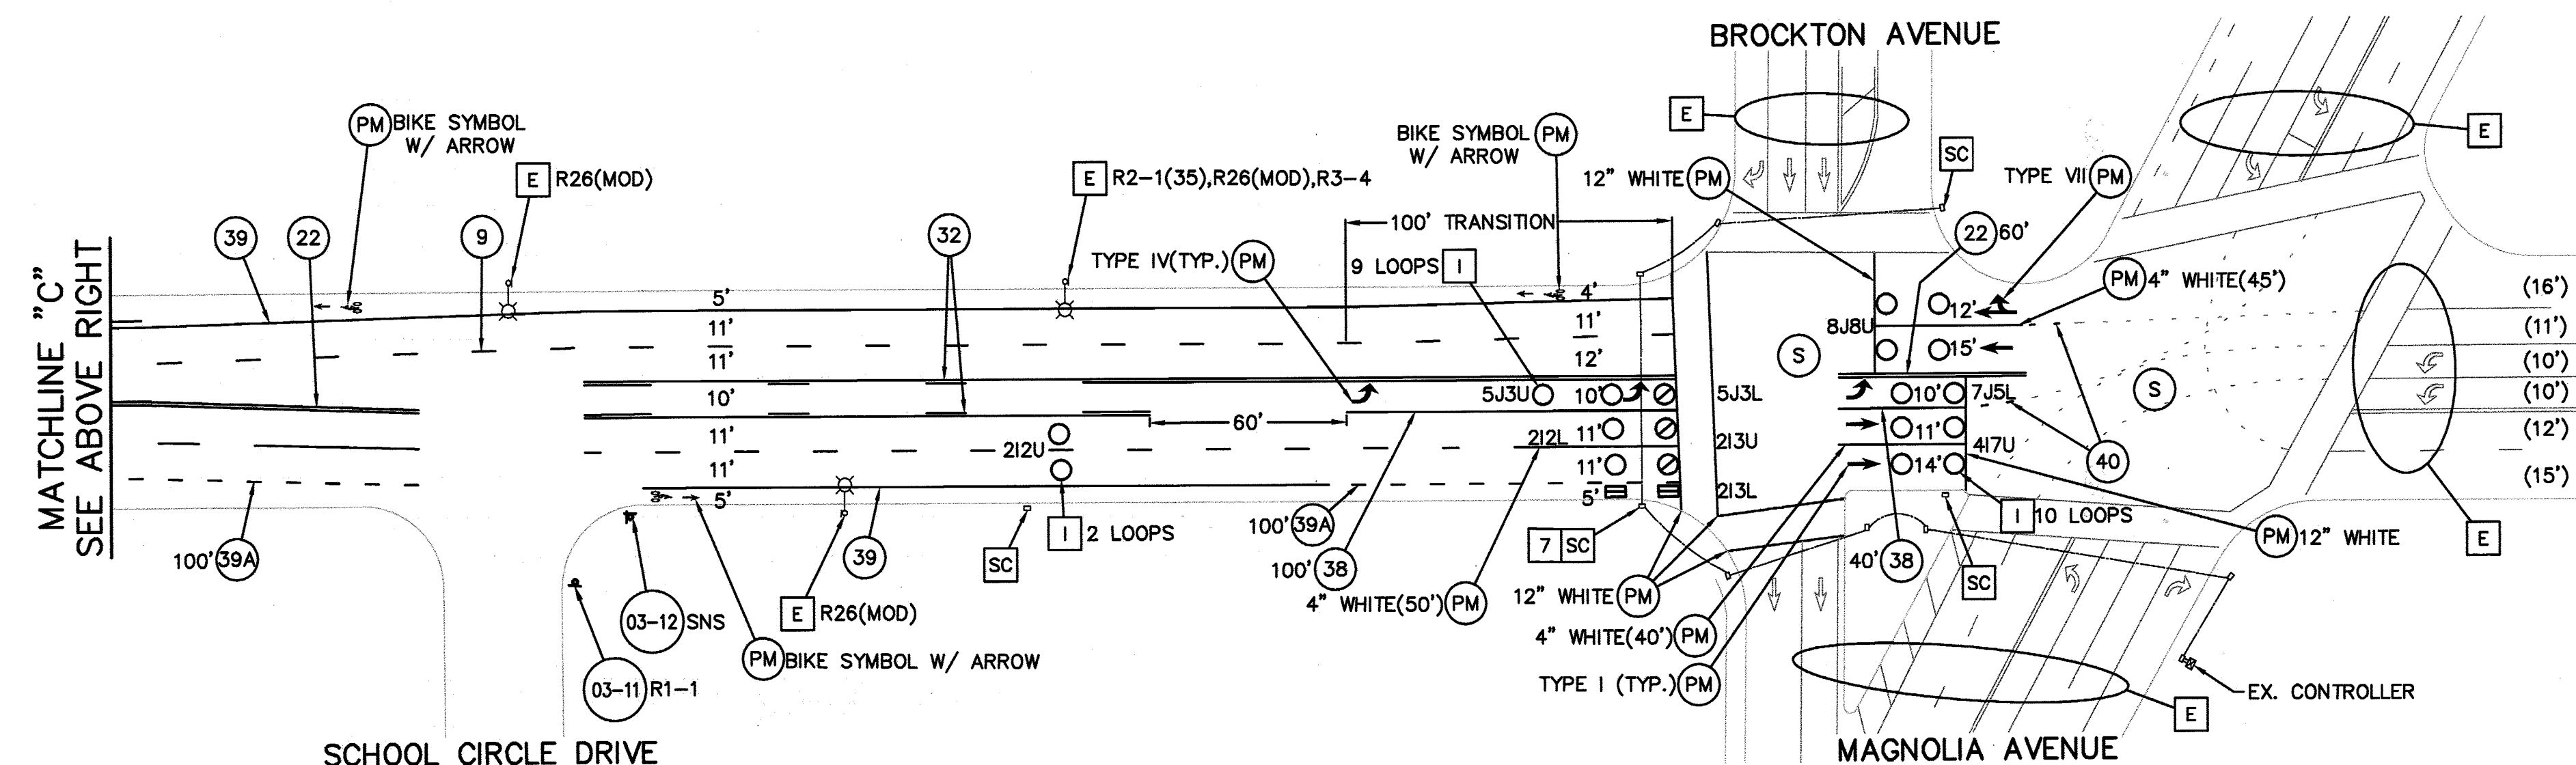 BROCKTON AVENUE
PM BIKE SYMBOL
W/ ARROW
E R26(MOD)
E R2-1(35),R26(MOD),R3-4
BIKE SYMBOL PM
W/ ARROW
E
12" WHITE PM
SC
TYPE VII PM
E
39
22
9
32
100' TRANSITION
TYPE IV(TYP.) PM
9 LOOPS I
22 60'
PM 4" WHITE(45')
MATCHLINE "C"
SEE ABOVE RIGHT
5'
4'
12'
(16')
11'
11'
8J8U
(11')
11'
12'
S
15'
(10')
10'
5J3U
10'
5J3L
10'
7J5L
S
(10')
60'
11'
2I2U
2I2L
11'
2I3U
11'
4I7U
40
(12')
11'
11'
14'
(15')
5'
5'
2I3L
100' 39A
SC
I 2 LOOPS
39
100' 39A
100' 38
7 SC
I 10 LOOPS
PM 12" WHITE
E
40' 38
SC
03-12 SNS
E R26(MOD)
4" WHITE(50') PM
12" WHITE PM
4" WHITE(40') PM
PM BIKE SYMBOL W/ ARROW
03-11 R1-1
TYPE I (TYP.) PM
EX. CONTROLLER
E
SCHOOL CIRCLE DRIVE
MAGNOLIA AVENUE